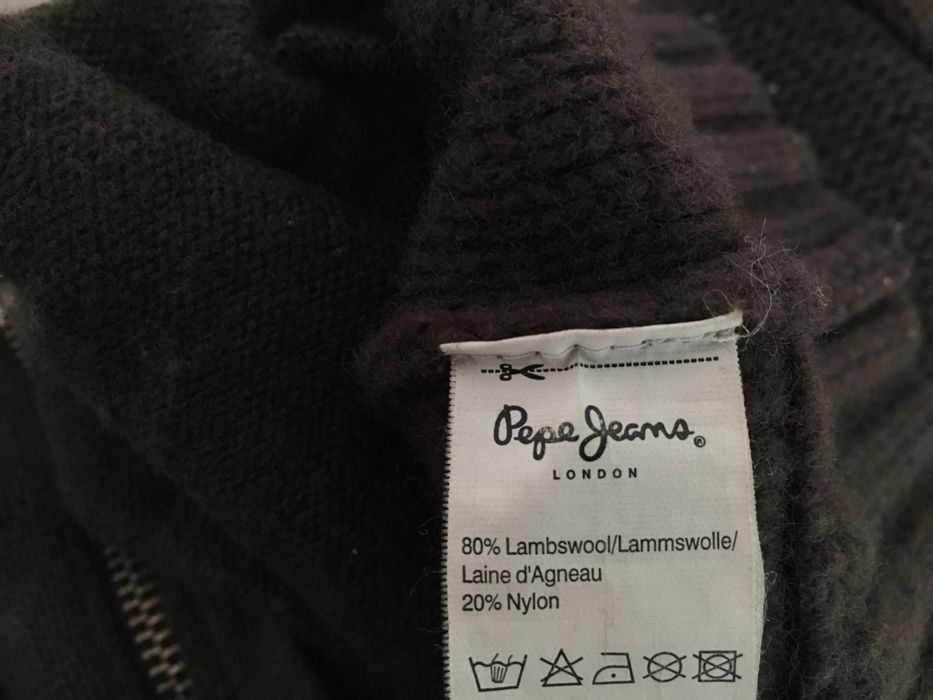 Pepe Jeans®
LONDON
80% Lambswool/Lammswolle/
Laine d'Agneau
20% Nylon